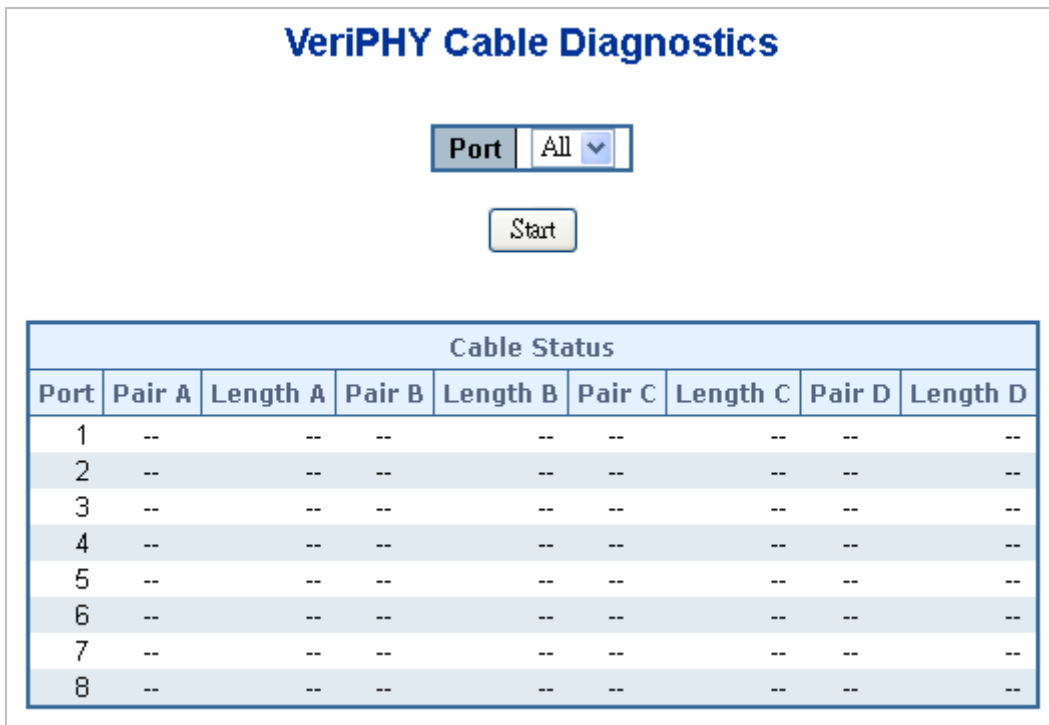 VeriPHY Cable Diagnostics
Port All
Start
Cable Status
Port Pair A Length A Pair B Length B Pair C Length C Pair D Length D
1 -- -- -- -- -- -- -- --
2 -- -- -- -- -- -- -- --
3 -- -- -- -- -- -- -- --
4 -- -- -- -- -- -- -- --
5 -- -- -- -- -- -- -- --
6 -- -- -- -- -- -- -- --
7 -- -- -- -- -- -- -- --
8 -- -- -- -- -- -- -- --